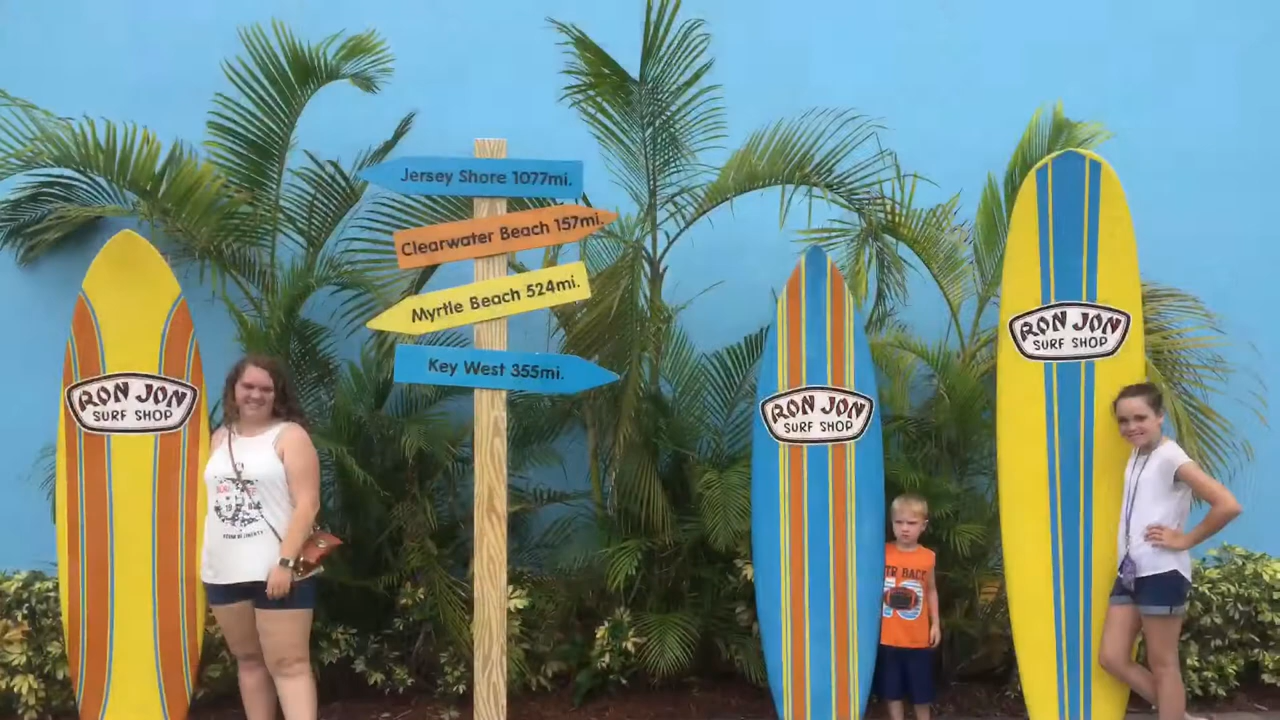 Jersey Shore 1077mi.
Clearwater Beach 157mi.
Myrtle Beach 524mi.
Key West 355mi.
RON JON
SURF SHOP
RON JON
SURF SHOP
RON JON
SURF SHOP